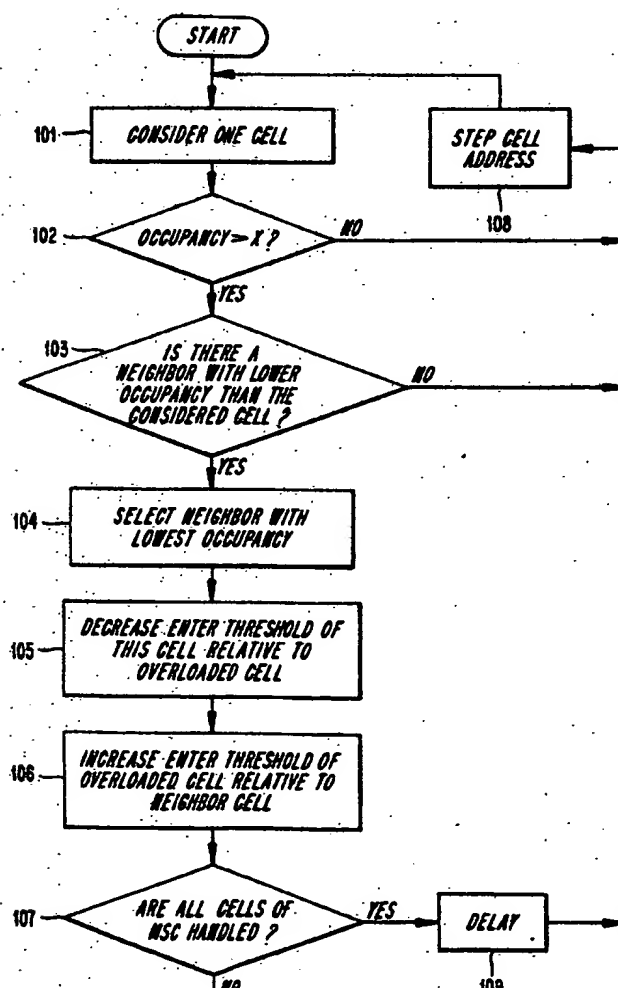 START
101
CONSIDER ONE CELL
STEP CELL
ADDRESS
108
102
OCCUPANCY > X ?
NO
YES
103
IS THERE A
NEIGHBOR WITH LOWER
OCCUPANCY THAN THE
CONSIDERED CELL ?
NO
YES
104
SELECT NEIGHBOR WITH
LOWEST OCCUPANCY
105
DECREASE ENTER THRESHOLD OF
THIS CELL RELATIVE TO
OVERLOADED CELL
106
INCREASE ENTER THRESHOLD OF
OVERLOADED CELL RELATIVE TO
NEIGHBOR CELL
107
ARE ALL CELLS OF
MSC HANDLED ?
YES
DELAY
NO
109